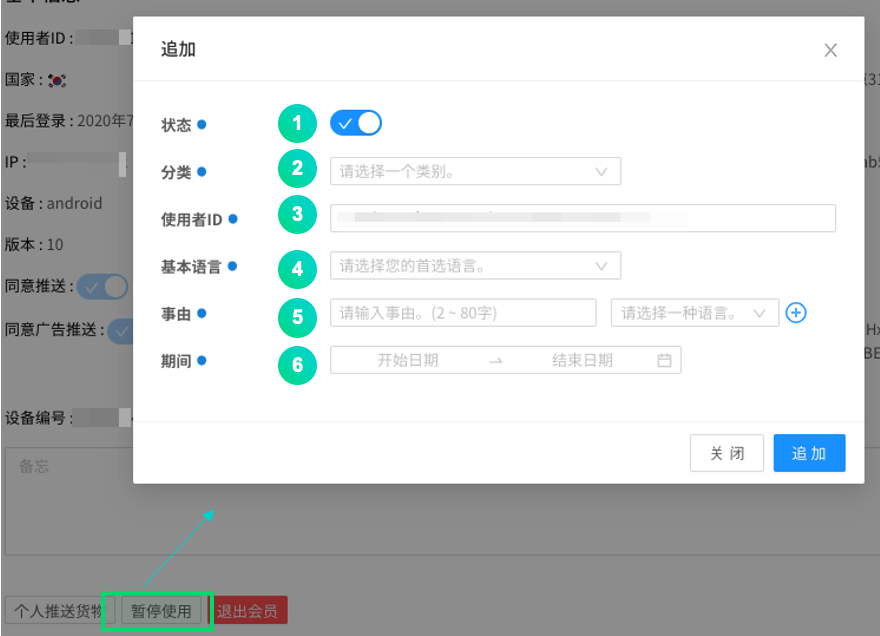 追加
使用者ID :
国家 :
状态
1
最后登录 : 2020年7
分类
2
请选择一个类别。
IP :
使用者ID
3
设备 : android
版本 : 10
基本语言
4
请选择您的首选语言。
同意推送 :
事由
5
请输入事由。(2 ~ 80字)
请选择一种语言。
同意广告推送 :
期间
6
开始日期
结束日期
设备编号 :
关 闭
追 加
备忘
个人推送货物
暂停使用
退出会员